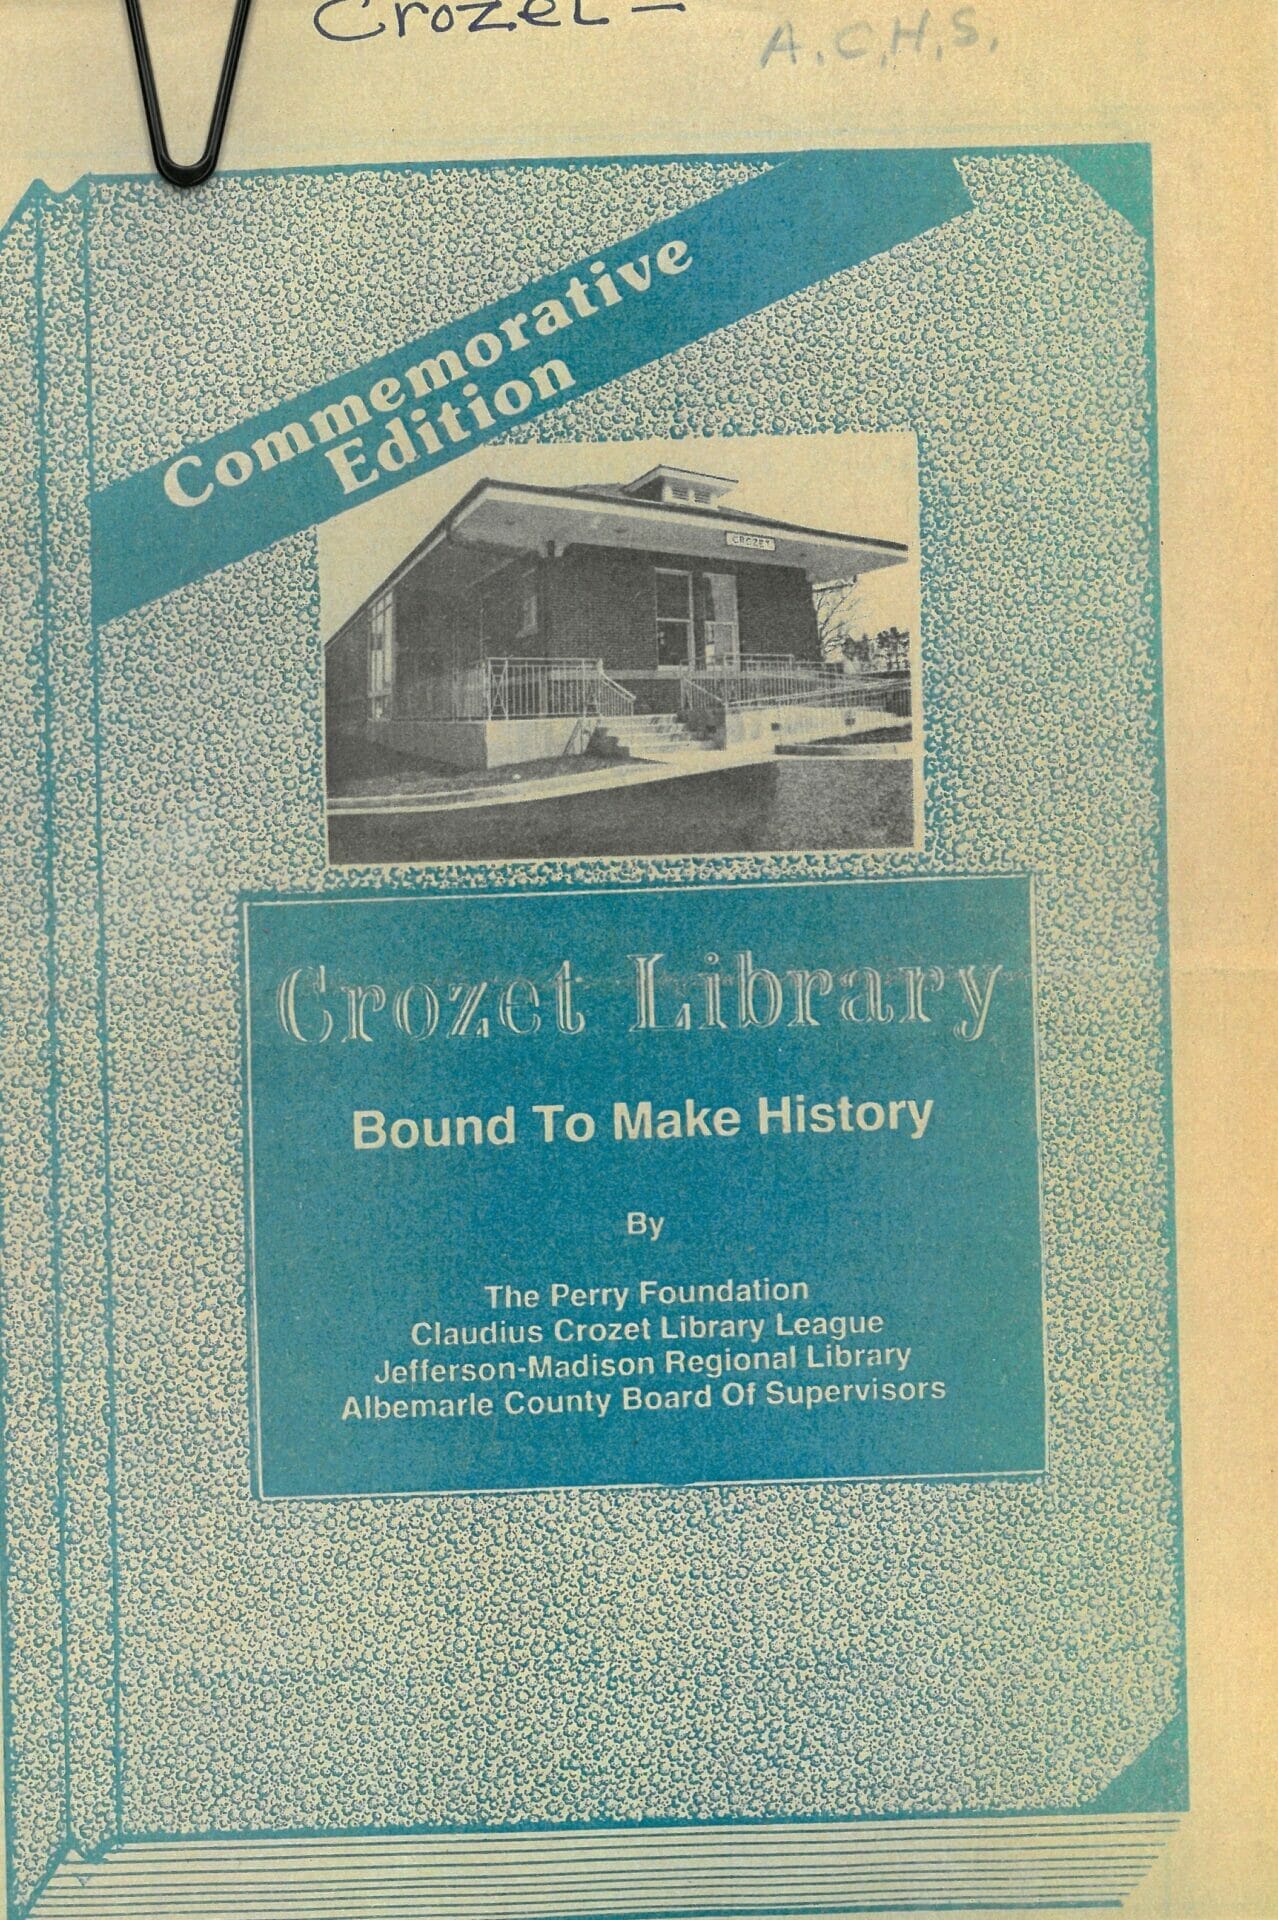 Crozet –
A.C.H.S.
Commemorative
Edition
CROZET
Crozet Library
Bound To Make History
By
The Perry Foundation
Claudius Crozet Library League
Jefferson-Madison Regional Library
Albemarle County Board Of Supervisors